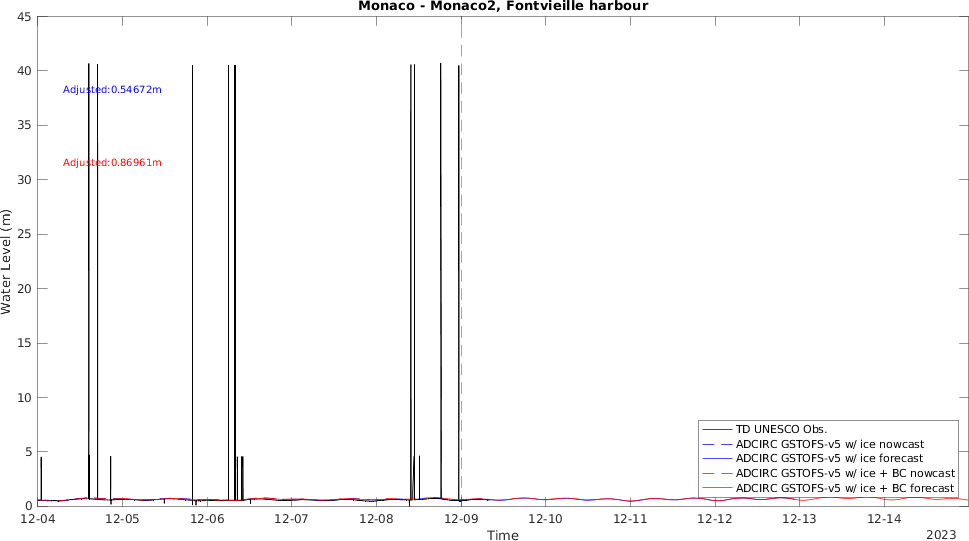 Monaco - Monaco2, Fontvieille harbour
45
40
35
30
25
20
15
10
5
0
Water Level (m)
Adjusted:0.54672m
Adjusted:0.86961m
TD UNESCO Obs.
ADCIRC GSTOFS-v5 w/ ice nowcast
ADCIRC GSTOFS-v5 w/ ice forecast
ADCIRC GSTOFS-v5 w/ ice + BC nowcast
ADCIRC GSTOFS-v5 w/ ice + BC forecast
12-04 12-05 12-06 12-07 12-08 12-09 12-10 12-11 12-12 12-13 12-14
Time
2023